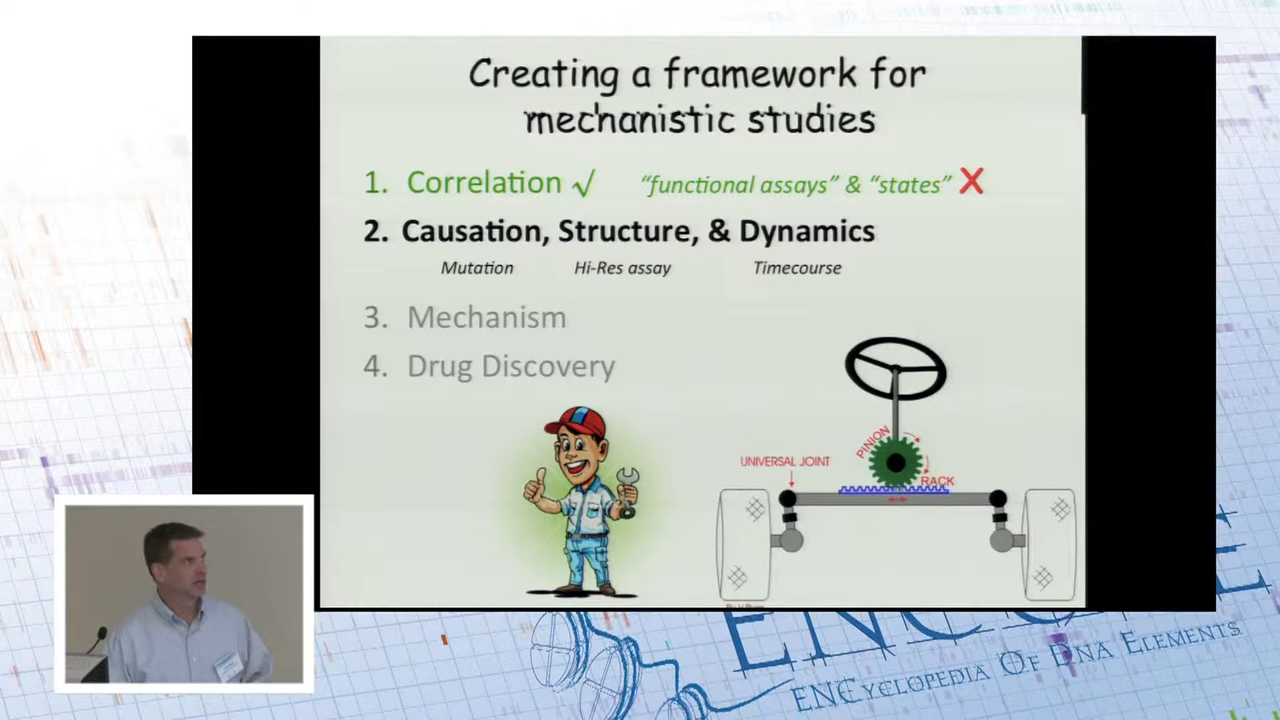 Creating a framework for
mechanistic studies
1. Correlation √ “functional assays” & “states” X
2. Causation, Structure, & Dynamics
Mutation Hi-Res assay Timecourse
3. Mechanism
4. Drug Discovery
PINION
UNIVERSAL JOINT
RACK
ENCODE
ENCYCLOPEDIA OF DNA ELEMENTS